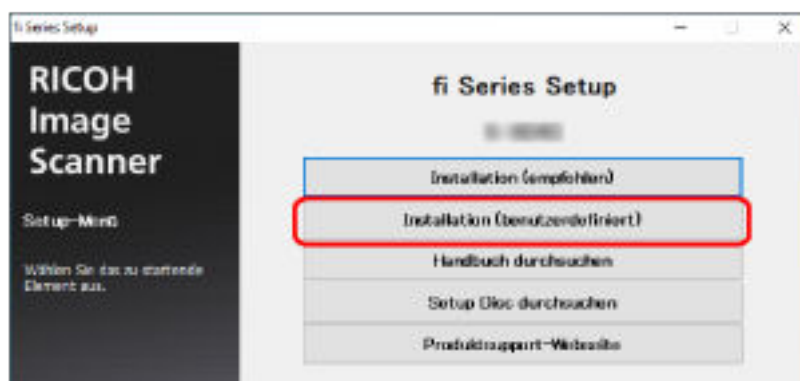 fi Series Setup
RICOH
Image
Scanner
Setup-Menü
Wählen Sie das zu startende
Element aus.
fi Series Setup
Installation (empfohlen)
Installation (benutzerdefiniert)
Handbuch durchsuchen
Setup Disc durchsuchen
Produktsupport-Webseite